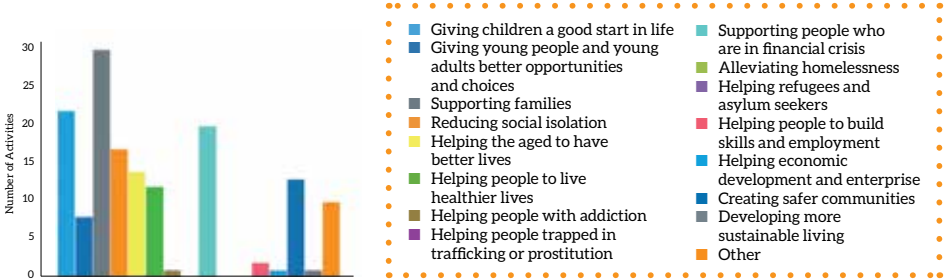 Number of Activities
30
25
20
15
10
5
0
Giving children a good start in life
Giving young people and young
adults better opportunities
and choices
Supporting families
Reducing social isolation
Helping the aged to have
better lives
Helping people to live
healthier lives
Helping people with addiction
Helping people trapped in
trafficking or prostitution
Supporting people who
are in financial crisis
Alleviating homelessness
Helping refugees and
asylum seekers
Helping people to build
skills and employment
Helping economic
development and enterprise
Creating safer communities
Developing more
sustainable living
Other